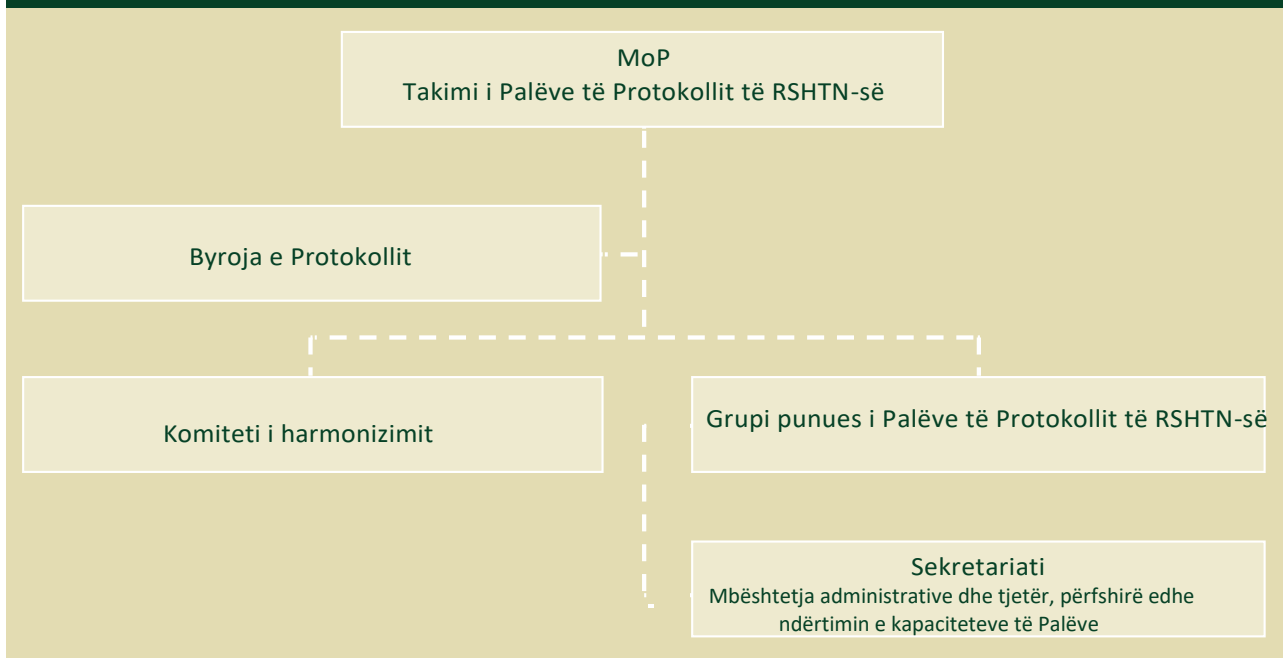 MoP
Takimi i Palëve të Protokollit të RSHTN-së
Byroja e Protokollit
Komiteti i harmonizimit
Grupi punues i Palëve të Protokollit të RSHTN-së
Sekretariati
Mbështetja administrative dhe tjetër, përfshirë edhe
ndërtimin e kapaciteteve të Palëve